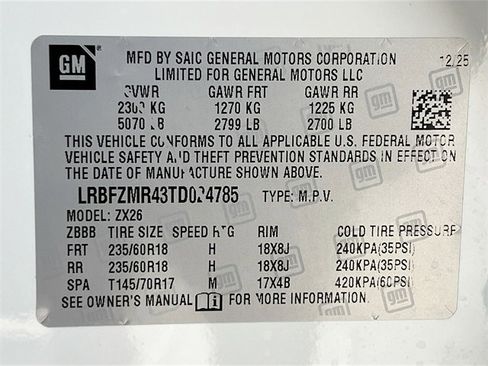 GM
MFD BY SAIC GENERAL MOTORS CORPORATION 12/25
LIMITED FOR GENERAL MOTORS LLC
GVWR GAWR FRT GAWR RR
2300 KG 1270 KG 1225 KG
5070 LB 2799 LB 2700 LB
THIS VEHICLE CONFORMS TO ALL APPLICABLE U.S. FEDERAL MOTOR
VEHICLE SAFETY AND THEFT PREVENTION STANDARDS IN EFFECT ON
THE DATE OF MANUFACTURE SHOWN ABOVE.
TYPE: M.P.V.
MODEL: ZX26
ZBBB TIRE SIZE SPEED RTG RIM COLD TIRE PRESSURE
FRT 235/60R18 H 18X8J 240KPA(35PSI)
RR 235/60R18 H 18X8J 240KPA(35PSI)
SPA T145/70R17 M 17X4B 420KPA(60PSI)
SEE OWNER'S MANUAL FOR MORE INFORMATION